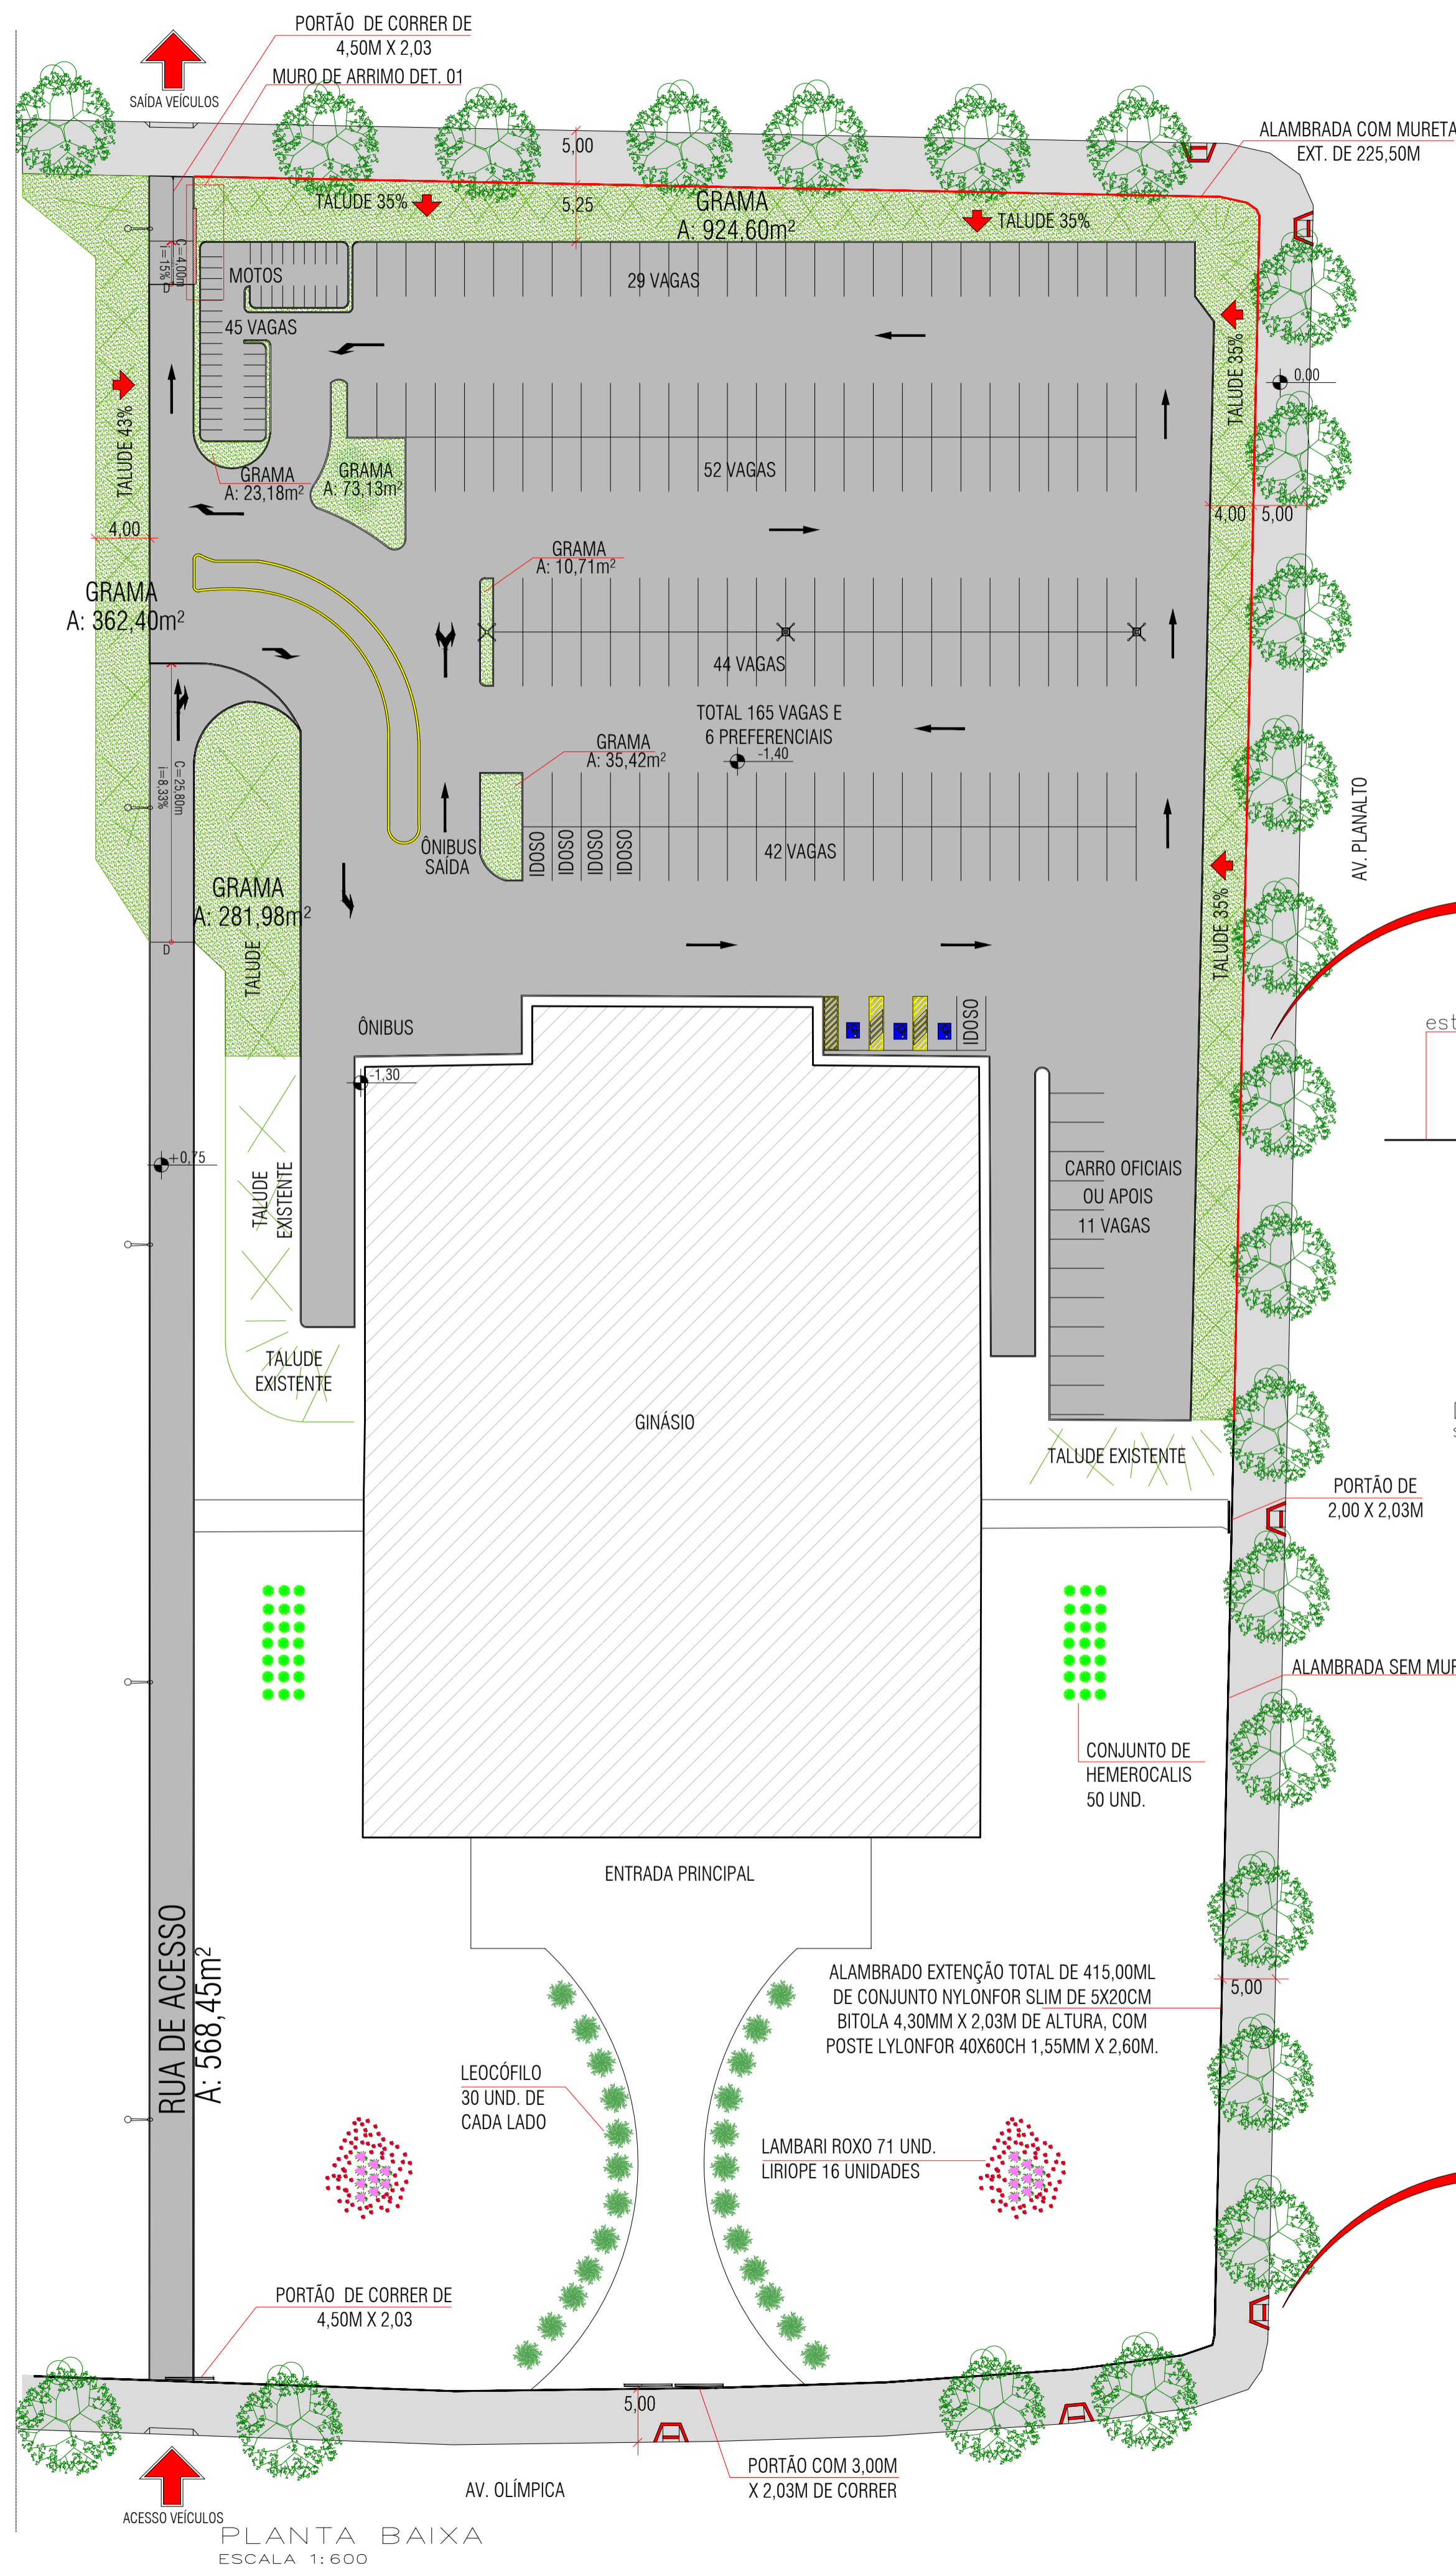 PORTÃO DE CORRER DE
4,50M X 2,03
MURO DE ARRIMO DET. 01
SAÍDA VEÍCULOS
ALAMBRADA COM MURETA
EXT. DE 225,50M
5,00
5,25
TALUDE 35%
GRAMA
A: 924,60m²
TALUDE 35%
C=4,00m
i=15%
D
MOTOS
45 VAGAS
29 VAGAS
TALUDE 35%
0,00
TALUDE 43%
GRAMA
A: 23,18m²
GRAMA
A: 73,13m²
52 VAGAS
4,00
4,00
5,00
GRAMA
A: 10,71m²
GRAMA
A: 362,40m²
44 VAGAS
TOTAL 165 VAGAS E
6 PREFERENCIAIS
-1,40
GRAMA
A: 35,42m²
C=25,80m
i=8,33%
D
AV. PLANALTO
ÔNIBUS
SAÍDA
IDOSO
IDOSO
IDOSO
IDOSO
42 VAGAS
GRAMA
A: 281,98m²
TALUDE
TALUDE 35%
ÔNIBUS
IDOSO
est
-1,30
+0,75
TALUDE
EXISTENTE
CARRO OFICIAIS
OU APOIS
11 VAGAS
TALUDE
EXISTENTE
GINÁSIO
TALUDE EXISTENTE
PORTÃO DE
2,00 X 2,03M
ALAMBRADA SEM MUR
CONJUNTO DE
HEMEROCALIS
50 UND.
ENTRADA PRINCIPAL
RUA DE ACESSO
A: 568,45m²
ALAMBRADO EXTENÇÃO TOTAL DE 415,00ML
DE CONJUNTO NYLONFOR SLIM DE 5X20CM
BITOLA 4,30MM X 2,03M DE ALTURA, COM
POSTE LYLONFOR 40X60CH 1,55MM X 2,60M.
5,00
LEOCÓFILO
30 UND. DE
CADA LADO
LAMBARI ROXO 71 UND.
LIRIOPE 16 UNIDADES
PORTÃO DE CORRER DE
4,50M X 2,03
5,00
PORTÃO COM 3,00M
X 2,03M DE CORRER
AV. OLÍMPICA
ACESSO VEÍCULOS
PLANTA BAIXA
ESCALA 1:600